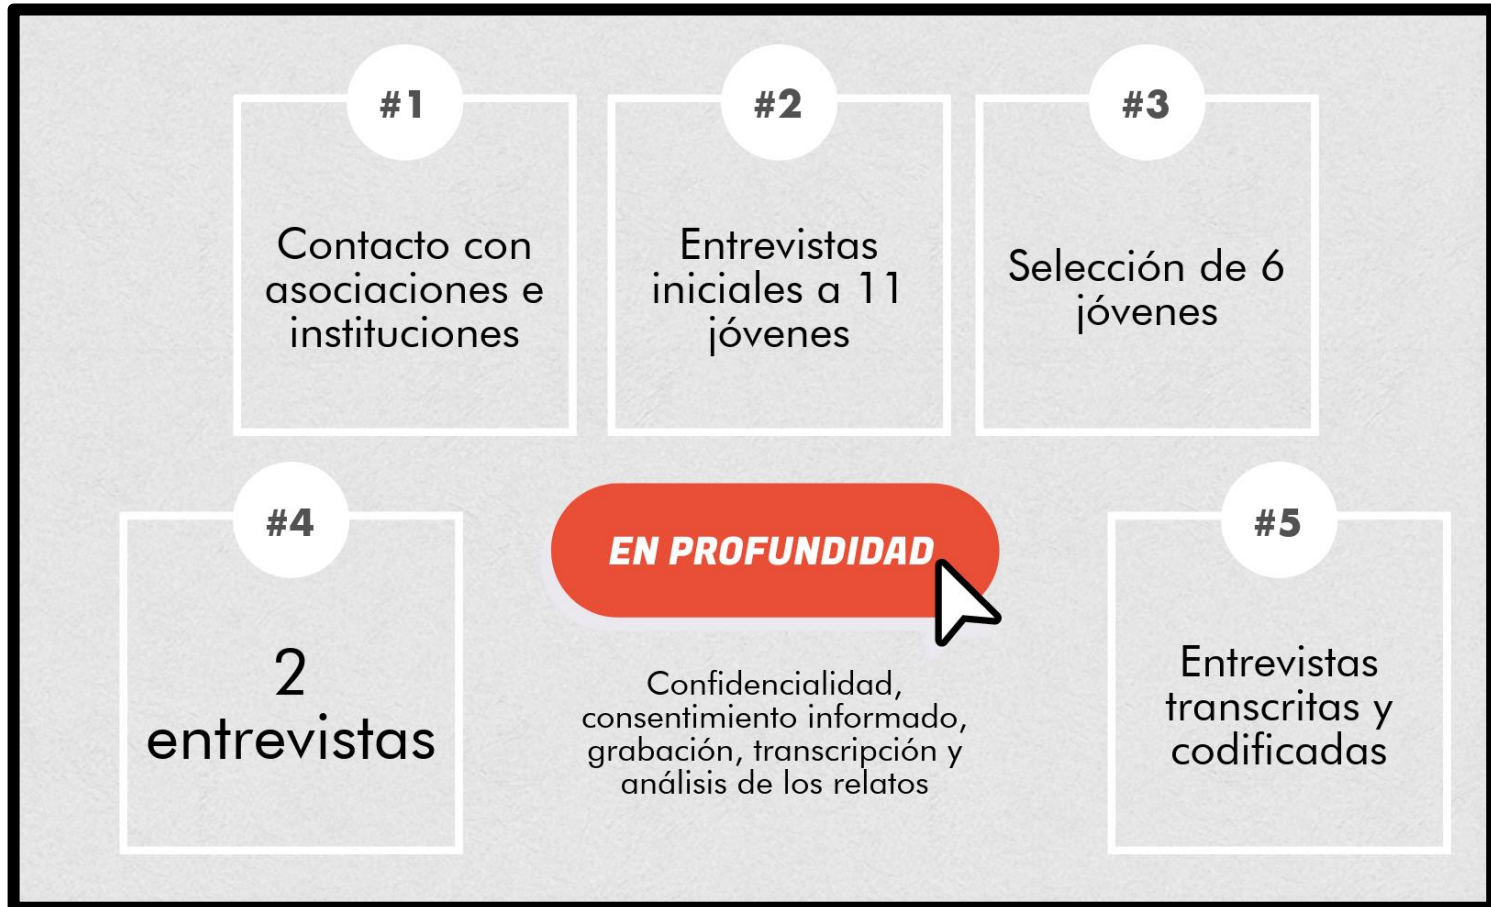 #1
Contacto con
asociaciones e
instituciones
#2
Entrevistas
iniciales a 11
jóvenes
#3
Selección de 6
jóvenes
#4
2
entrevistas
EN PROFUNDIDAD
Confidencialidad,
consentimiento informado,
grabación, transcripción y
análisis de los relatos
#5
Entrevistas
transcritas y
codificadas